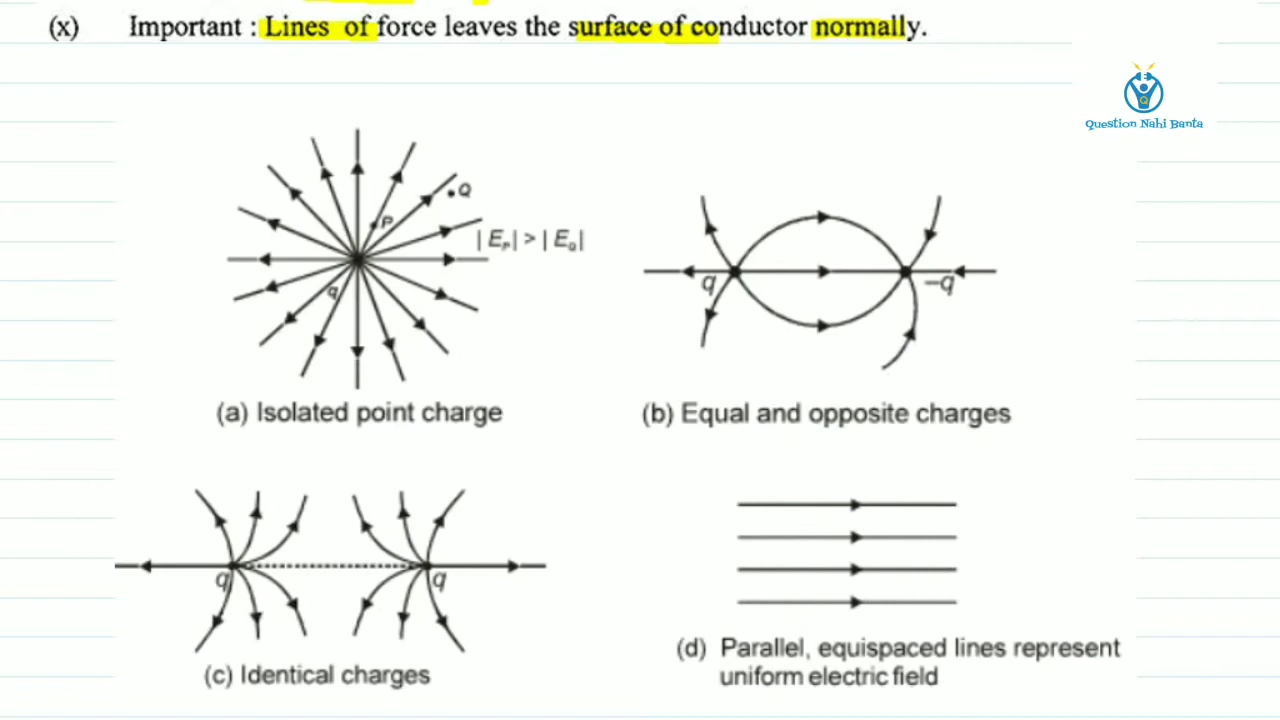 (x) Important : Lines of force leaves the surface of conductor normally.
Question Nahi Banta
Q
P
| E_P| > | E_Q|
q
(a) Isolated point charge
q
–q
(b) Equal and opposite charges
q
q
(c) Identical charges
(d) Parallel, equispaced lines represent
uniform electric field